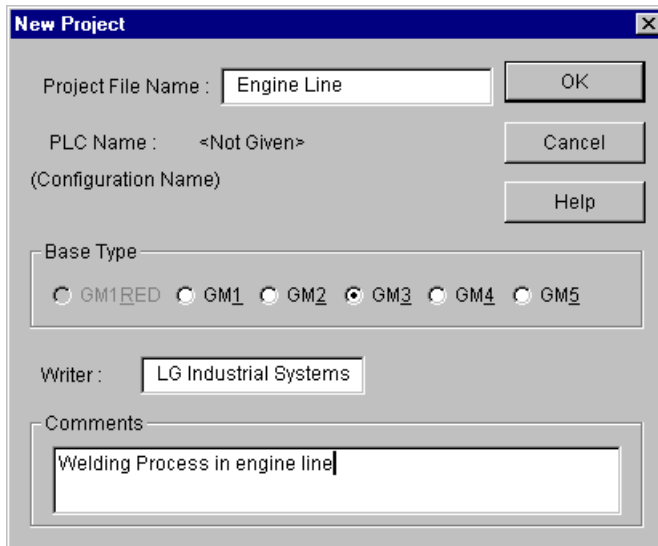 New Project
Project File Name : Engine Line
OK
PLC Name : <Not Given>
Cancel
(Configuration Name)
Help
Base Type
GM1RED GM1 GM2 GM3 GM4 GM5
Writer : LG Industrial Systems
Comments
Welding Process in engine line